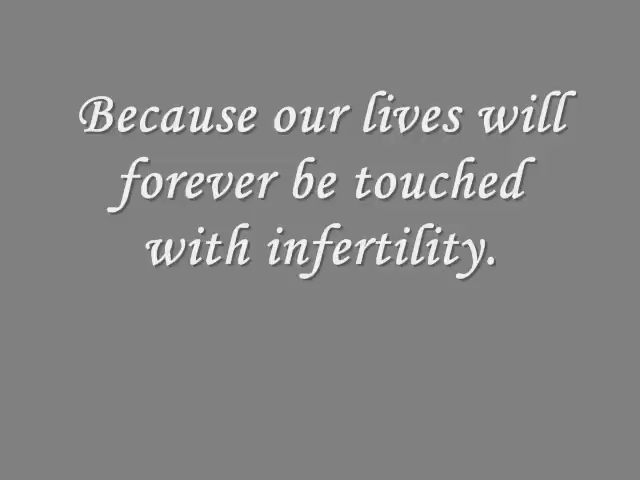 Because our lives will
forever be touched
with infertility.